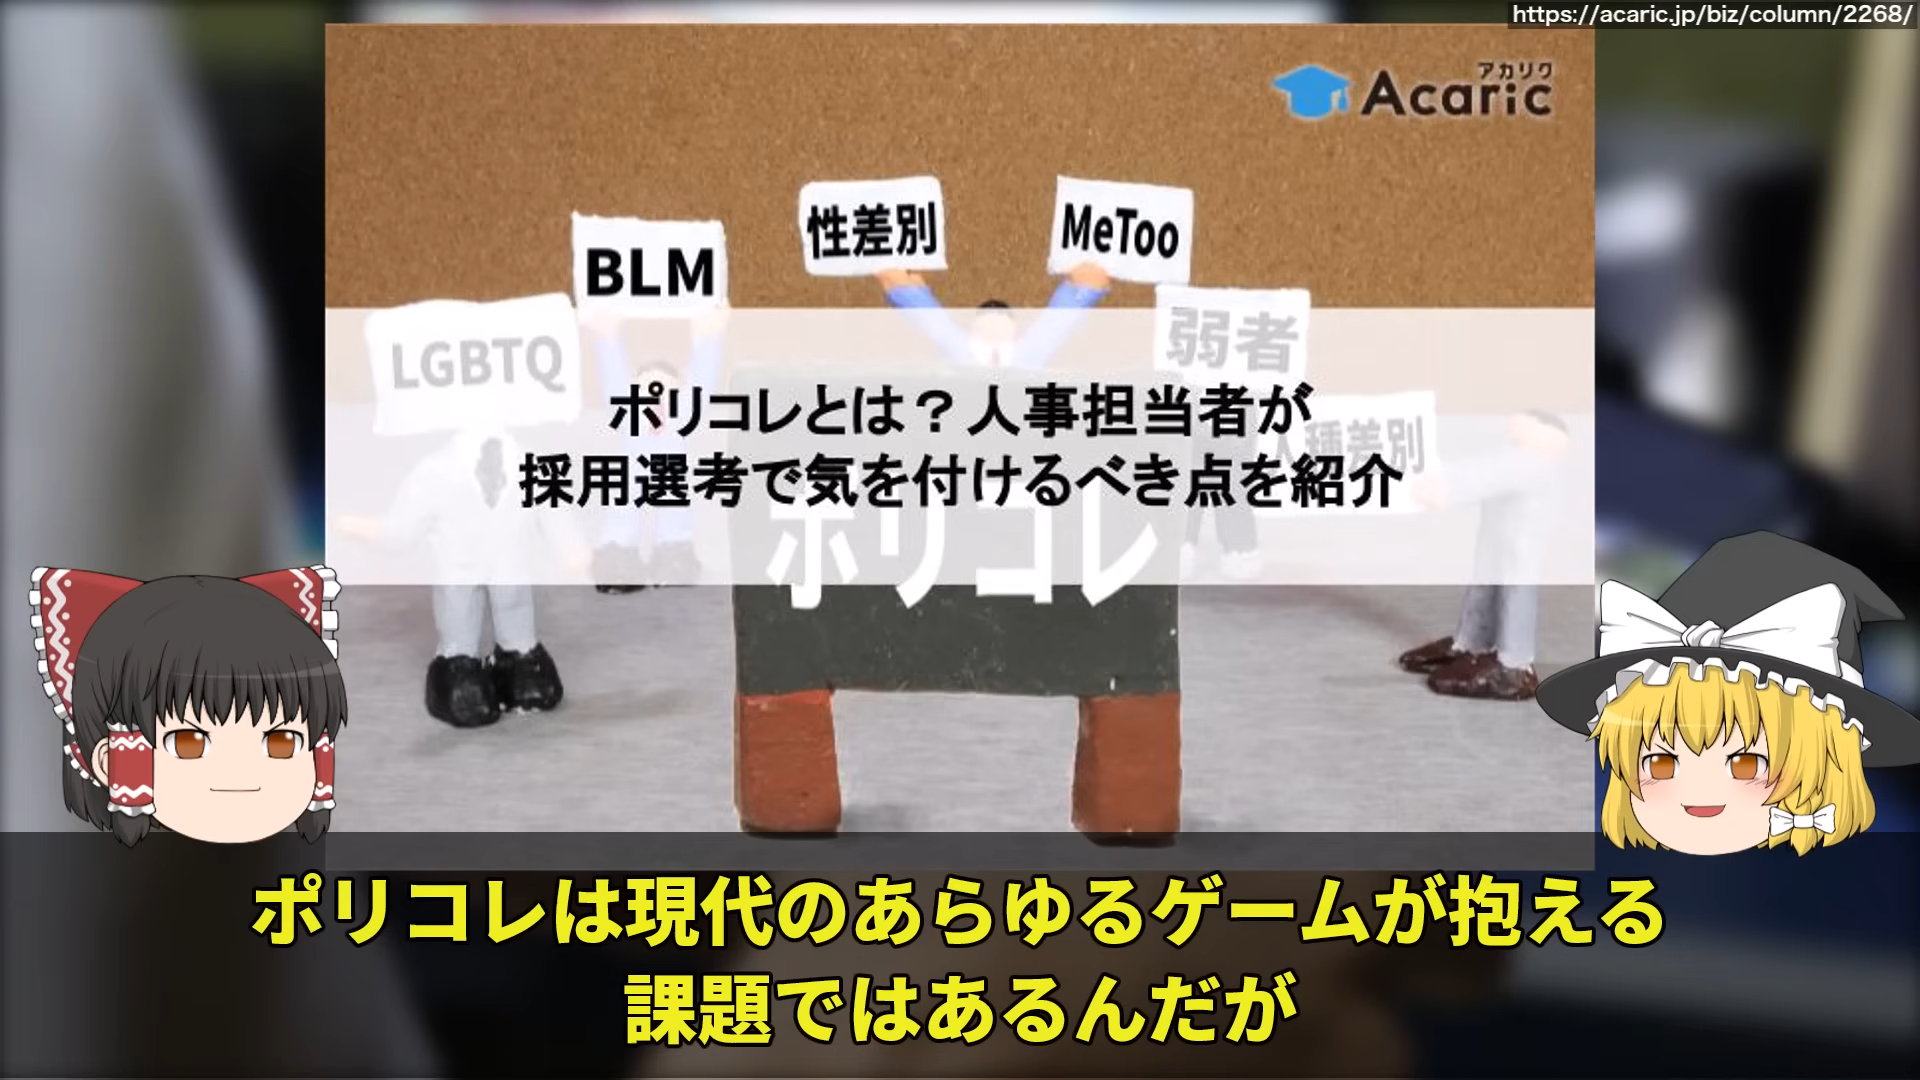 https://acaric.jp/biz/column/2268/
アカリク
Acaric
性差別
MeToo
BLM
弱者
LGBTQ
ポリコレとは？人事担当者が
人種差別
採用選考で気を付けるべき点を紹介
ポリコレ
ポリコレは現代のあらゆるゲームが抱える
課題ではあるんだが